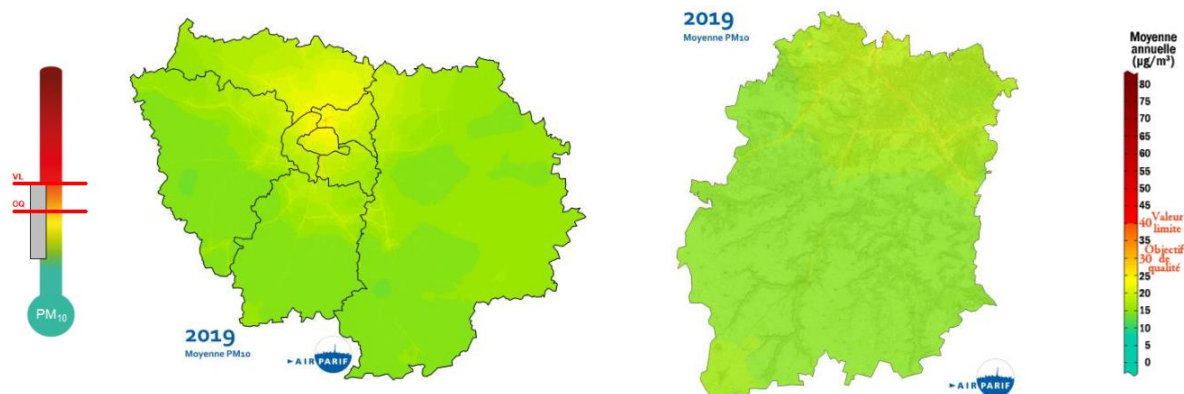 VL
OQ
PM10
2019
Moyenne PM10
AIRPARIF
2019
Moyenne PM10
AIRPARIF
Moyenne
annuelle
(µg/m³)
80
75
70
65
60
55
50
45
40 Valeur
limite
35
Objectif
30 de
qualité
25
20
15
10
5
0